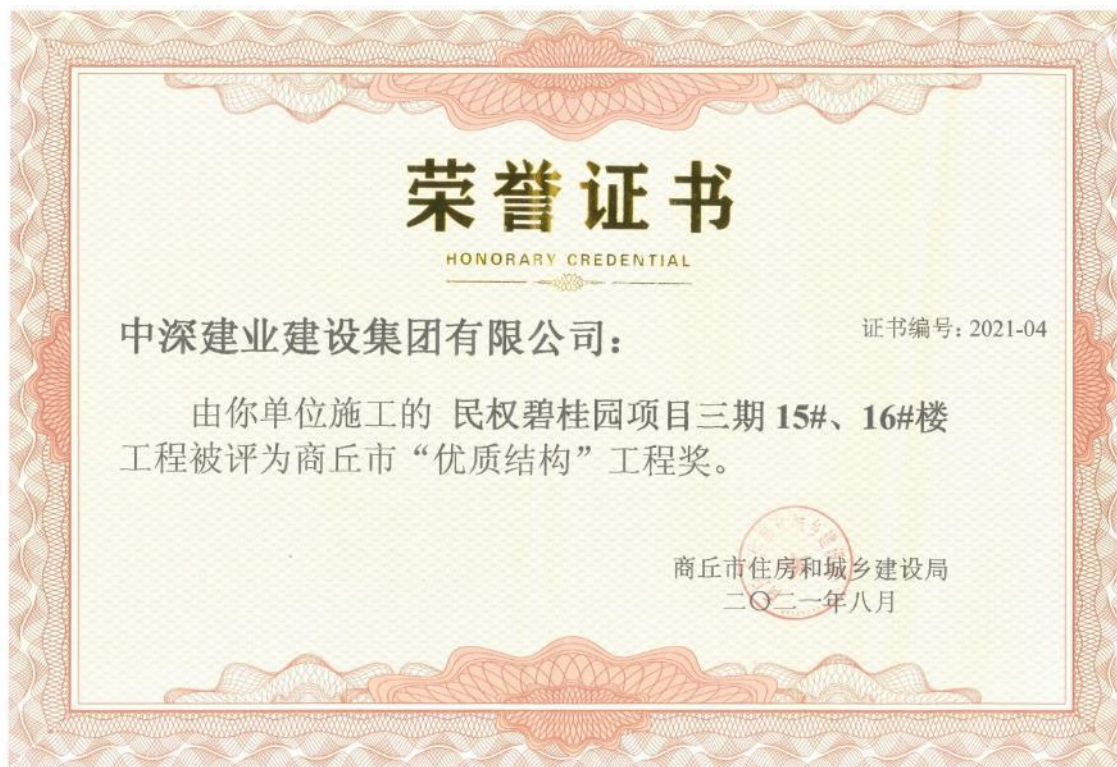 荣誉证书
HONORARY CREDENTIAL
中深建业建设集团有限公司：
证书编号: 2021-04
由你单位施工的 民权碧桂园项目三期 15#、16#楼
工程被评为商丘市“优质结构”工程奖。
商丘市住房和城乡建设局
二〇二一年八月